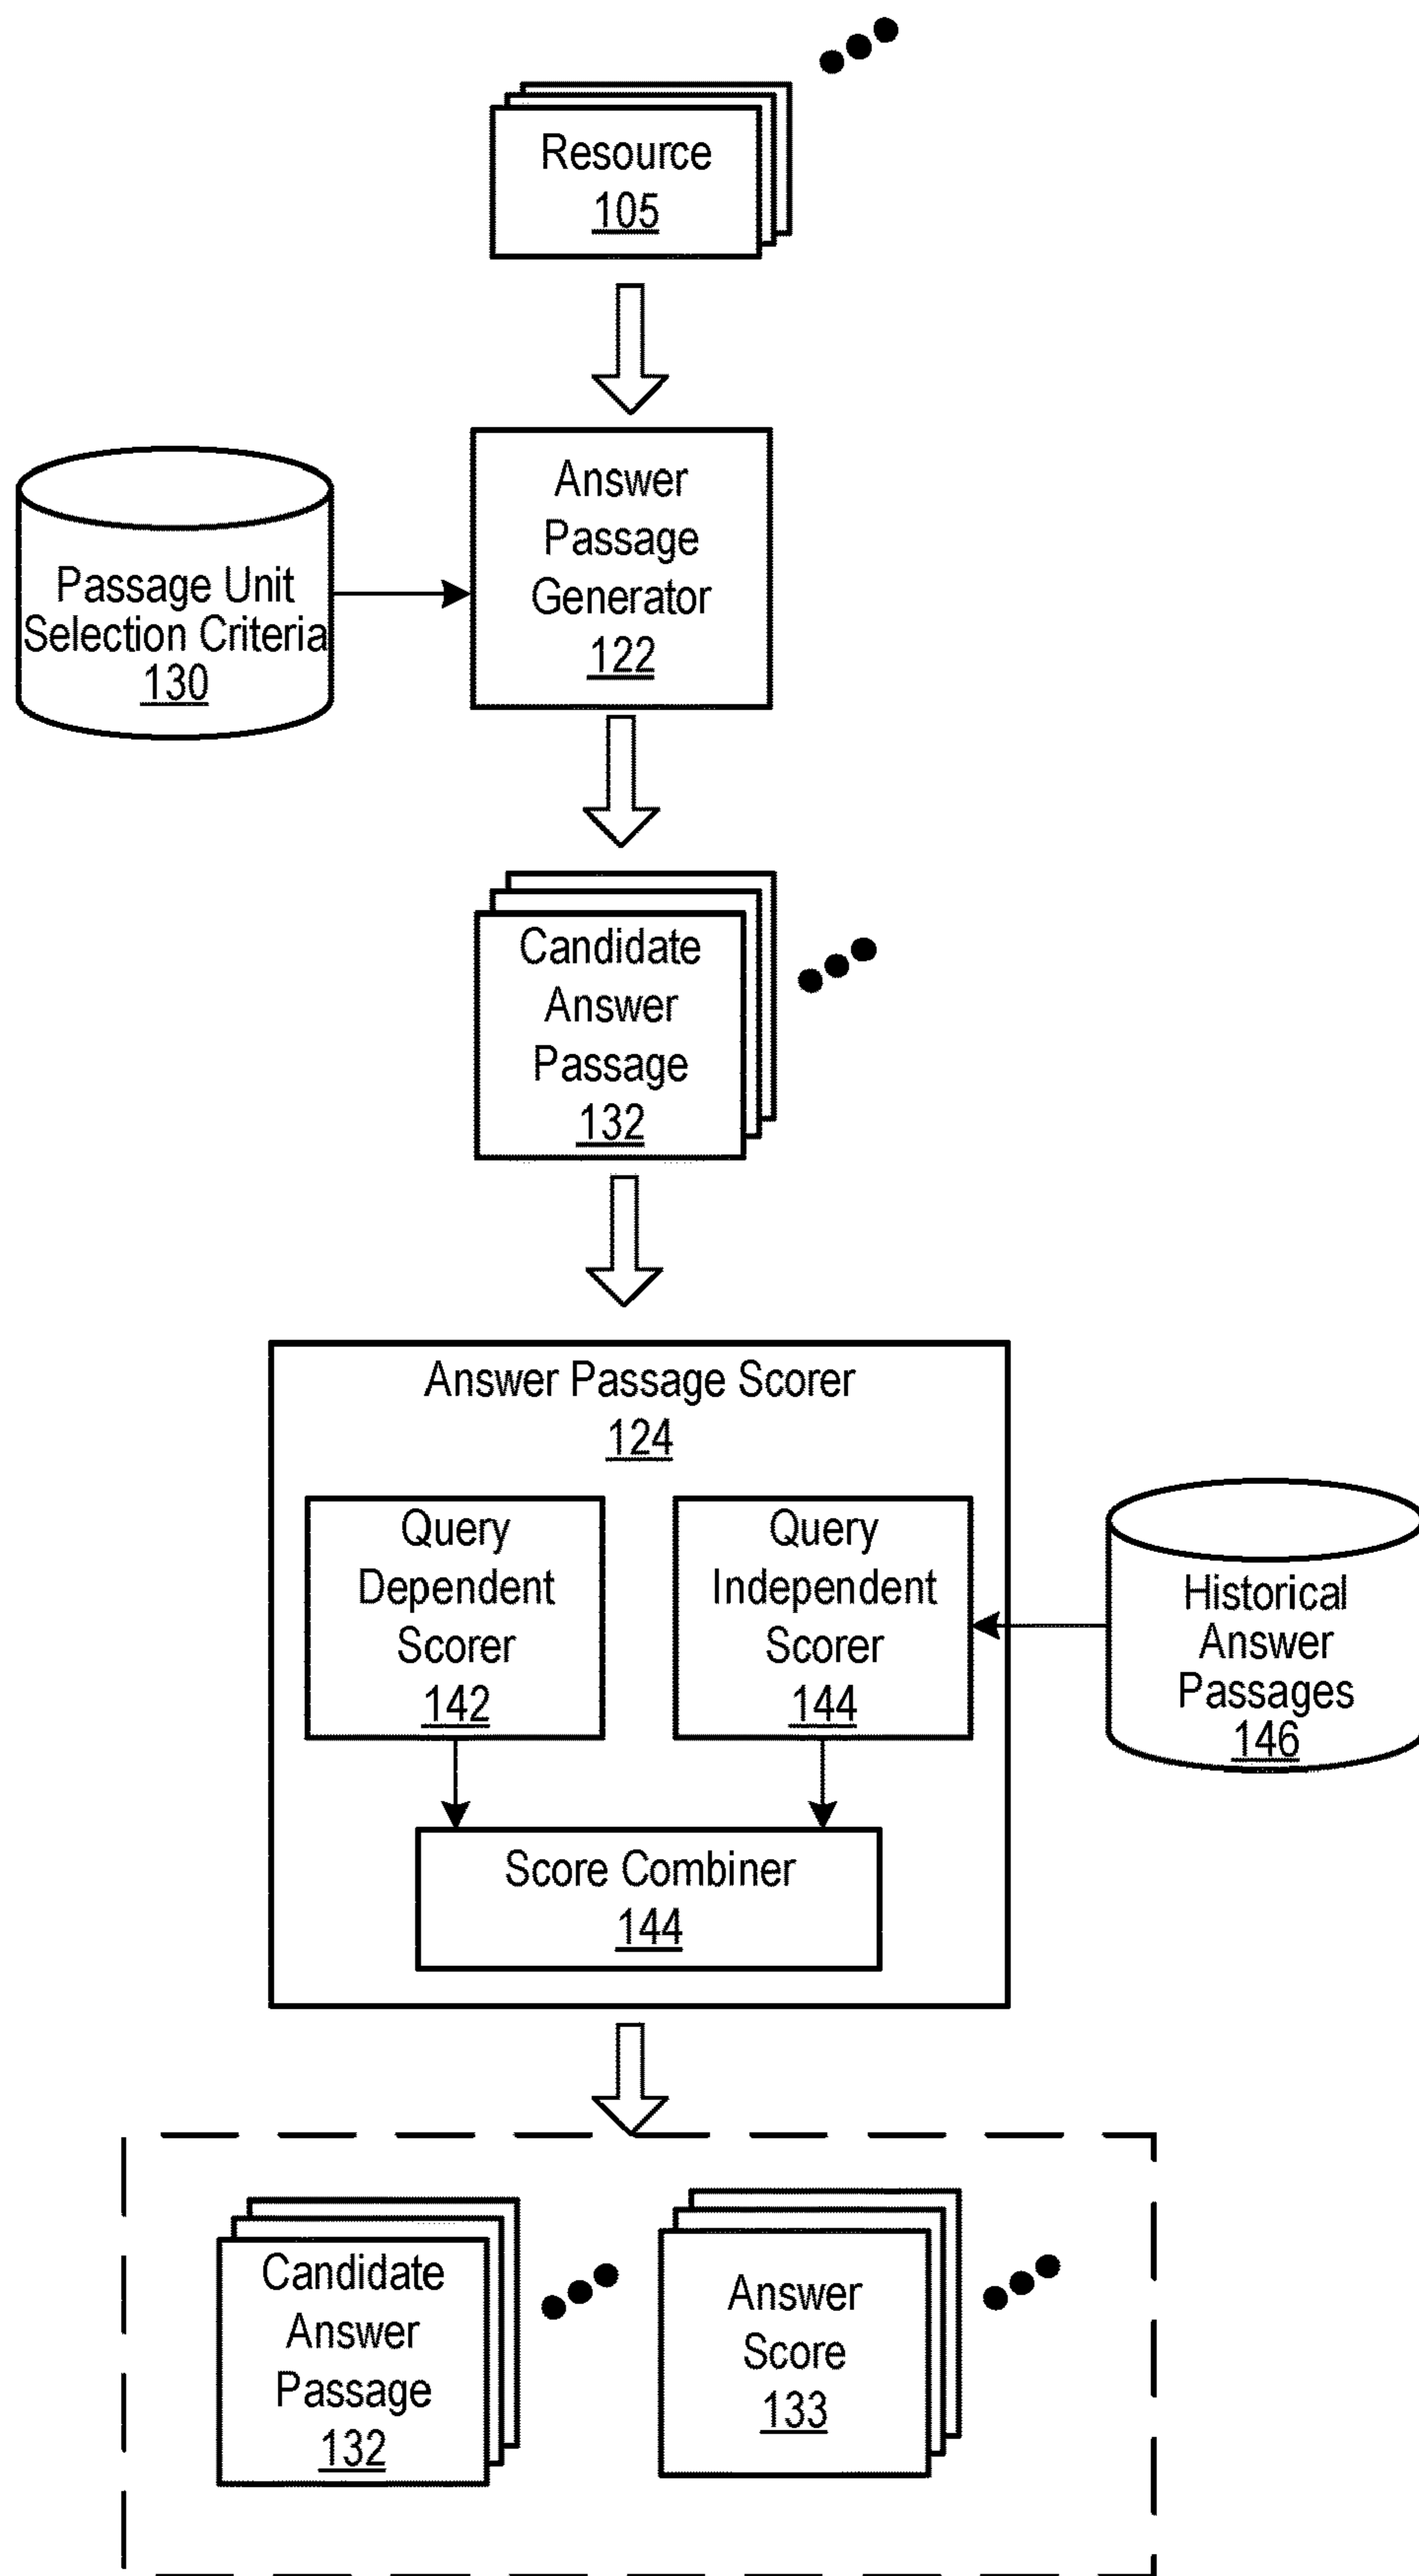 Resource
105
Answer
Passage
Generator
122
Passage Unit
Selection Criteria
130
Candidate
Answer
Passage
132
Answer Passage Scorer
124
Query
Dependent
Scorer
142
Query
Independent
Scorer
144
Historical
Answer
Passages
146
Score Combiner
144
Candidate
Answer
Passage
132
Answer
Score
133